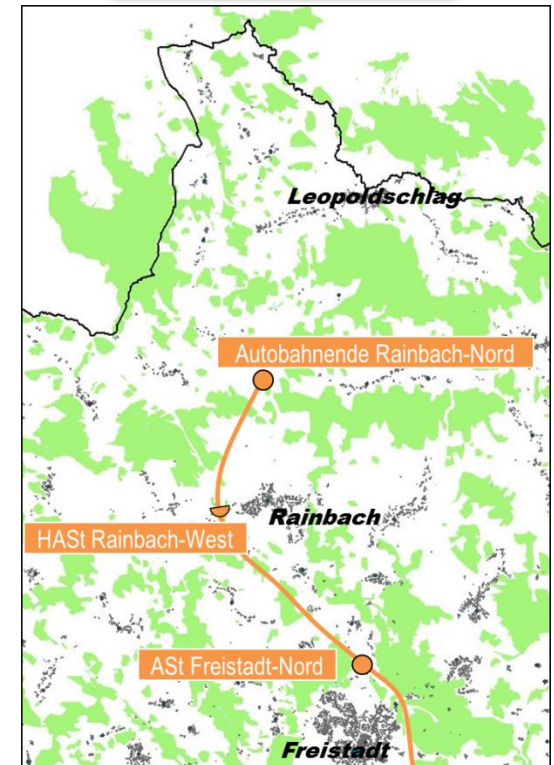 Leopoldschlag
Autobahnende Rainbach-Nord
Rainbach
HASt Rainbach-West
ASt Freistadt-Nord
Freistadt